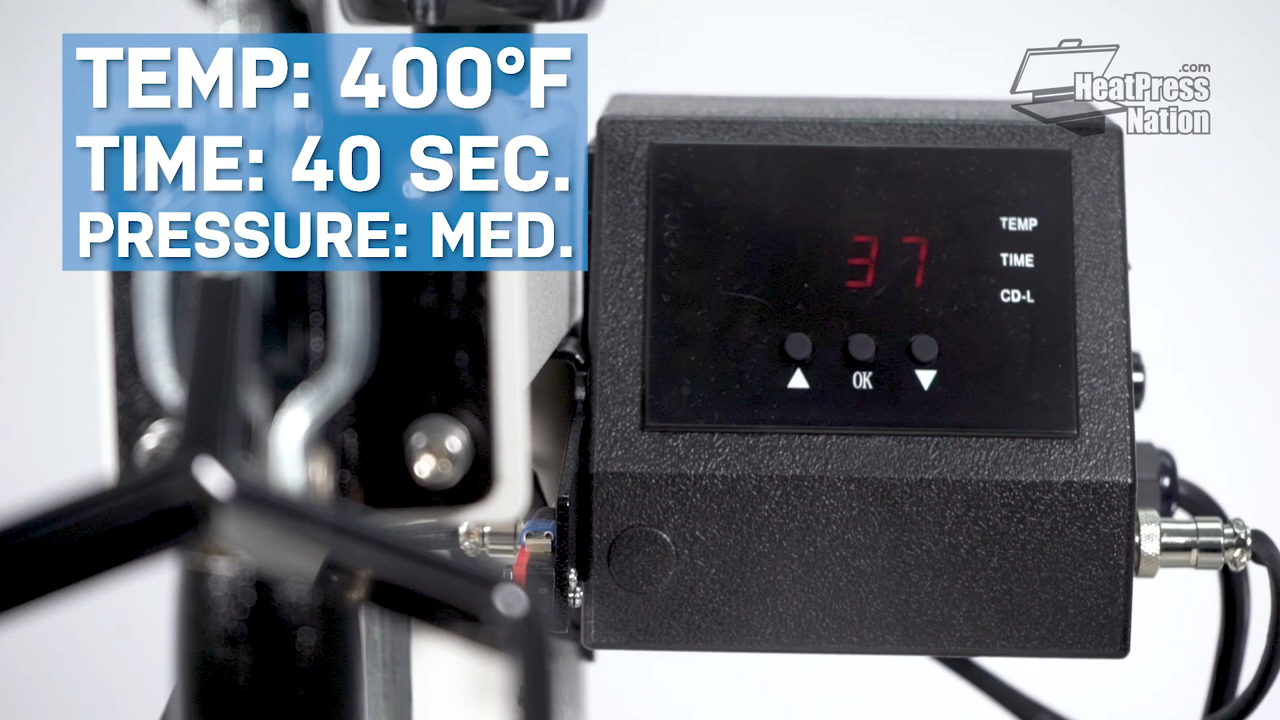 TEMP: 400°F
TIME: 40 SEC.
PRESSURE: MED.
.com
HeatPress
Nation
37
TEMP
TIME
CD-L
▲ OK ▼